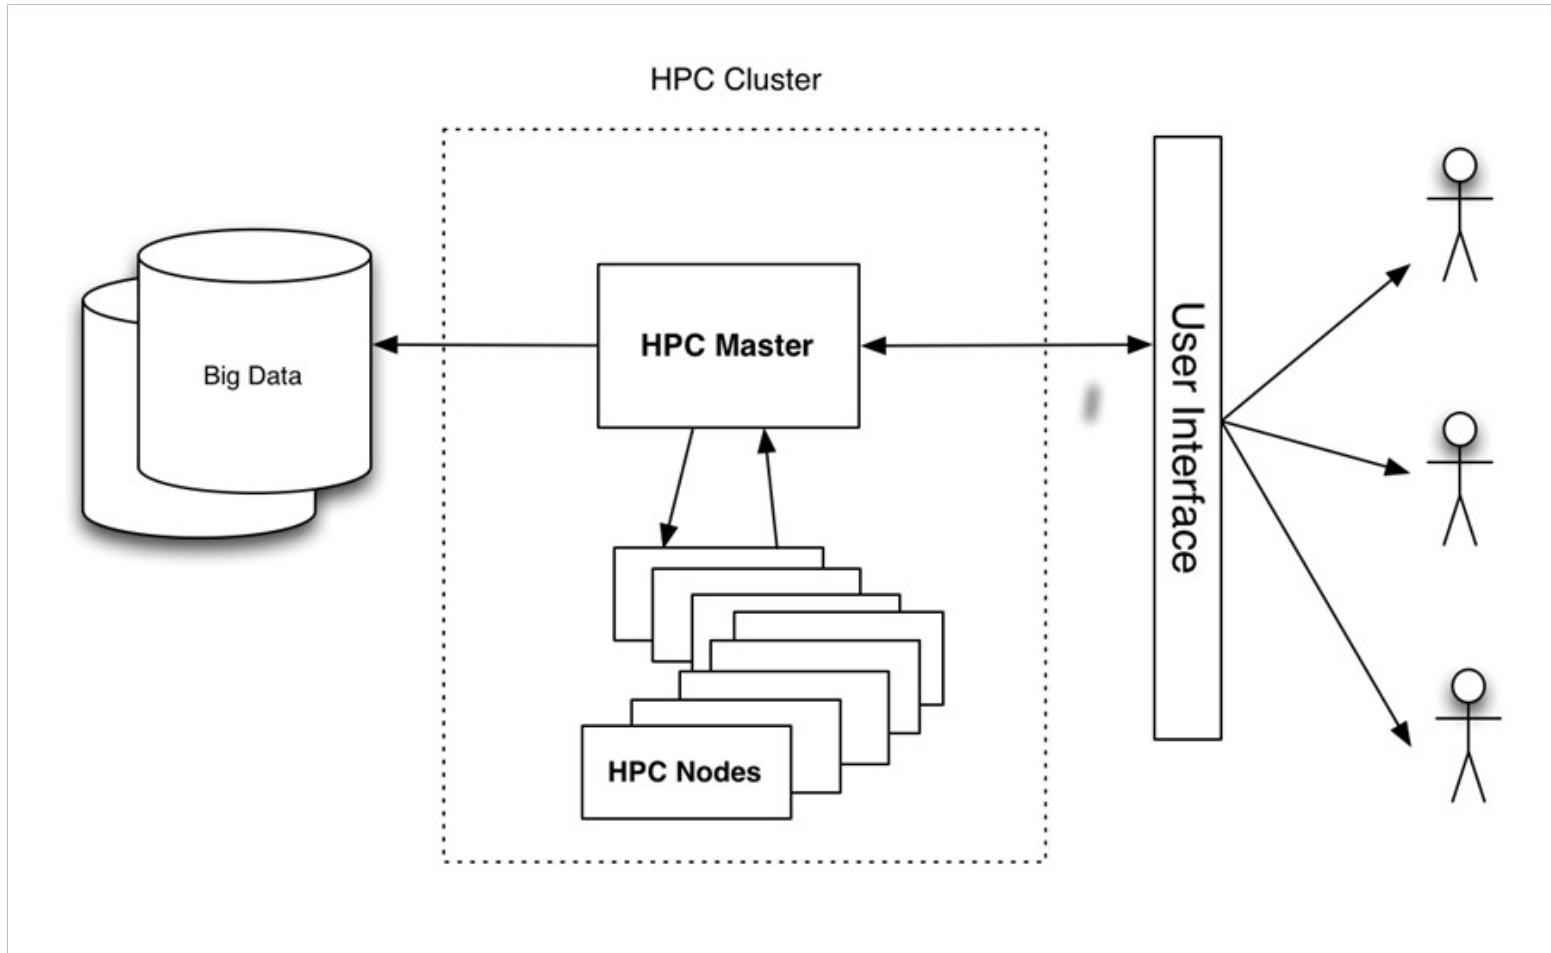 HPC Cluster
Big Data
HPC Master
User Interface
HPC Nodes